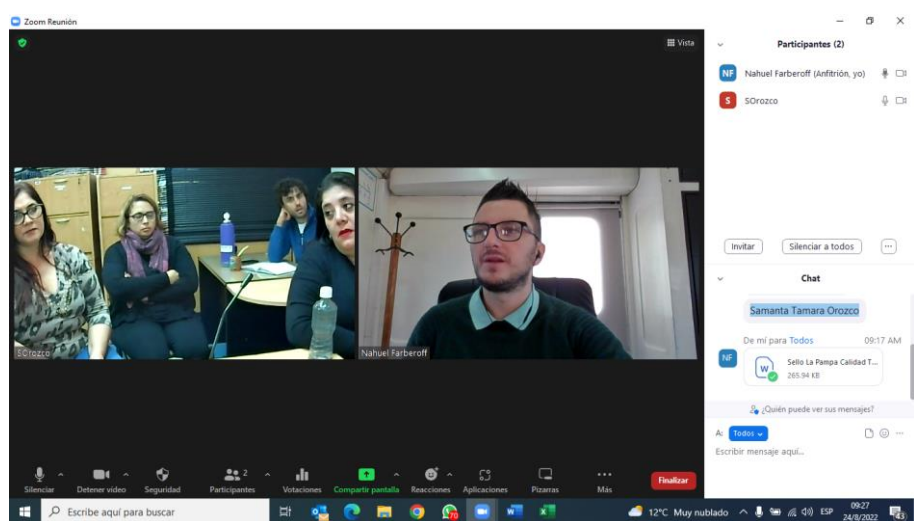 Zoom Reunión
Vista
Participantes (2)
NF Nahuel Farberoff (Anfitrión, yo)
S SOrozco
Invitar
Silenciar a todos
Chat
Samanta Tamara Orozco
De mí para Todos 09:17 AM
NF
W
Sello La Pampa Calidad T...
265.94 KB
SOrozco
Nahuel Farberoff
¿Quién puede ver sus mensajes?
A: Todos
Escribir mensaje aquí...
2
Silenciar
Detener video
Seguridad
Participantes
Votaciones
Compartir pantalla
Reacciones
Aplicaciones
Pizarras
Más
Finalizar
Escribe aquí para buscar
70
12°C Muy nublado
ESP
09:27
24/8/2022
43